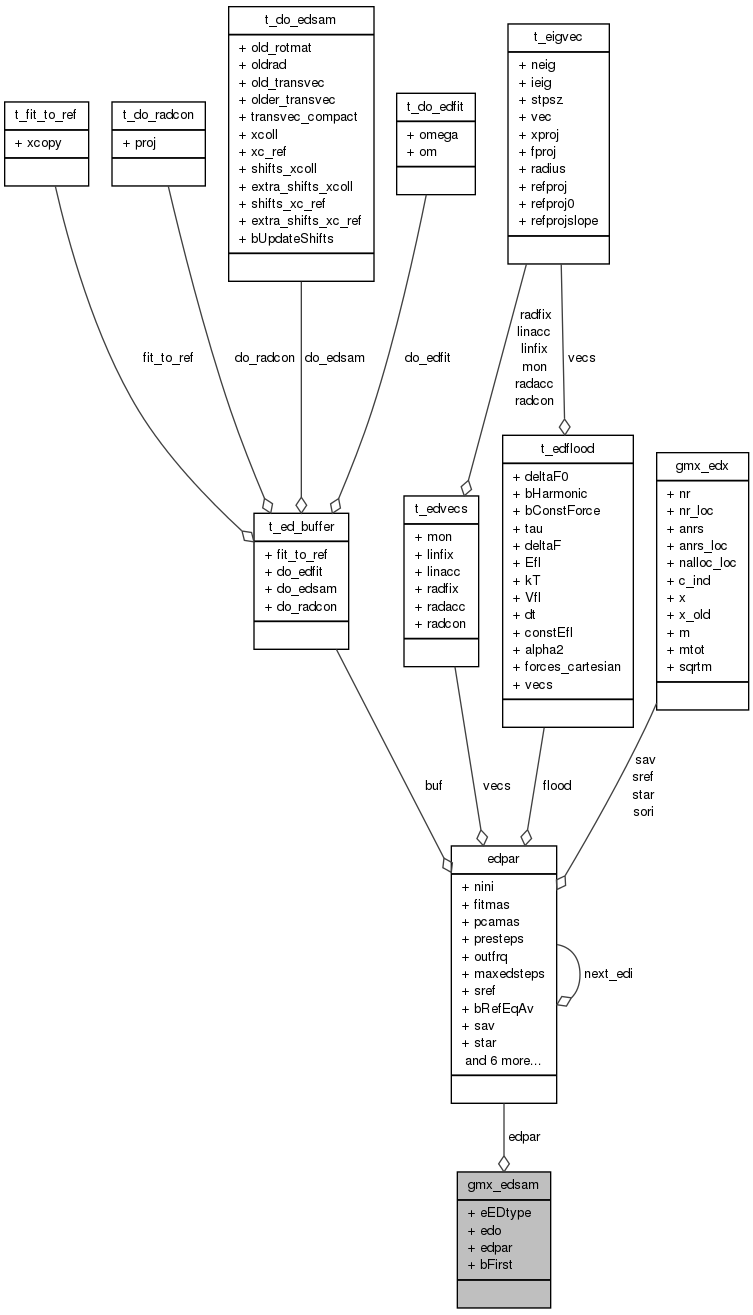 t_do_edsam
+ old_rotmat
+ oldrad
+ old_transvec
+ older_transvec
+ transvec_compact
+ xcoll
+ xc_ref
+ shifts_xcoll
+ extra_shifts_xcoll
+ shifts_xc_ref
+ extra_shifts_xc_ref
+ bUpdateShifts
t_eigvec
+ neig
+ ieig
+ stpsz
+ vec
+ xproj
+ fproj
+ radius
+ refproj
+ refproj0
+ refprojslope
t_fit_to_ref
+ xcopy
t_do_radcon
+ proj
t_do_edfit
+ omega
+ om
fit_to_ref
do_radcon
do_edsam
do_edfit
radfix
linacc
linfix
mon
radacc
radcon
vecs
t_ed_buffer
+ fit_to_ref
+ do_edfit
+ do_edsam
+ do_radcon
t_edvecs
+ mon
+ linfix
+ linacc
+ radfix
+ radacc
+ radcon
t_edflood
+ deltaF0
+ bHarmonic
+ bConstForce
+ tau
+ deltaF
+ Efl
+ kT
+ Vfl
+ dt
+ constEfl
+ alpha2
+ forces_cartesian
+ vecs
gmx_edx
+ nr
+ nr_loc
+ anrs
+ anrs_loc
+ nalloc_loc
+ c_ind
+ x
+ x_old
+ m
+ mtot
+ sqrtm
buf
vecs
flood
sav
sref
star
sori
edpar
+ nini
+ fitmas
+ pcamas
+ presteps
+ outfrq
+ maxedsteps
+ sref
+ bRefEqAv
+ sav
+ star
and 6 more...
next_edi
edpar
gmx_edsam
+ eEDtype
+ edo
+ edpar
+ bFirst